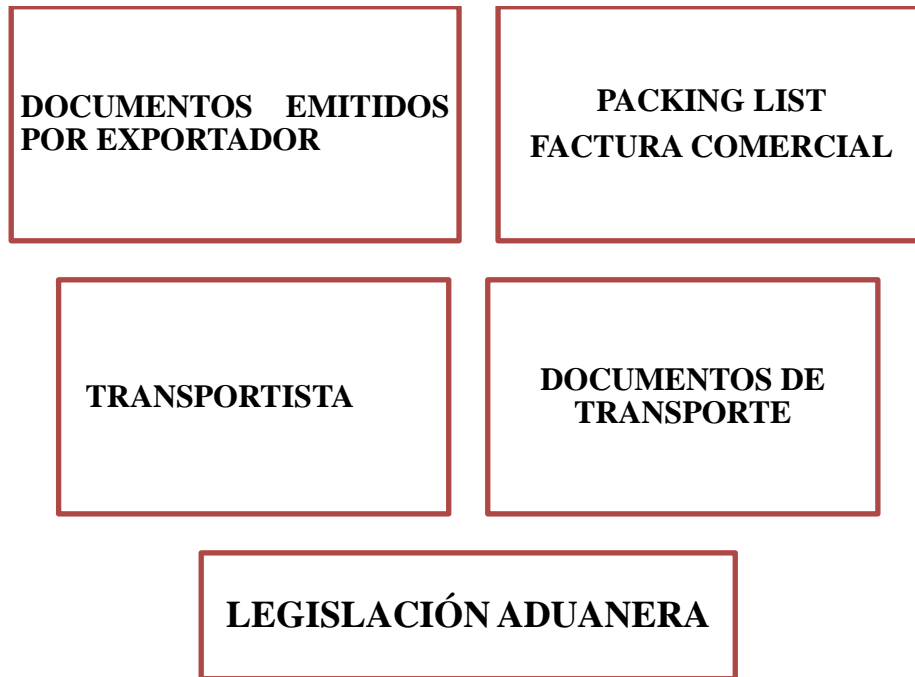 DOCUMENTOS EMITIDOS
POR EXPORTADOR
PACKING LIST
FACTURA COMERCIAL
TRANSPORTISTA
DOCUMENTOS DE
TRANSPORTE
LEGISLACIÓN ADUANERA